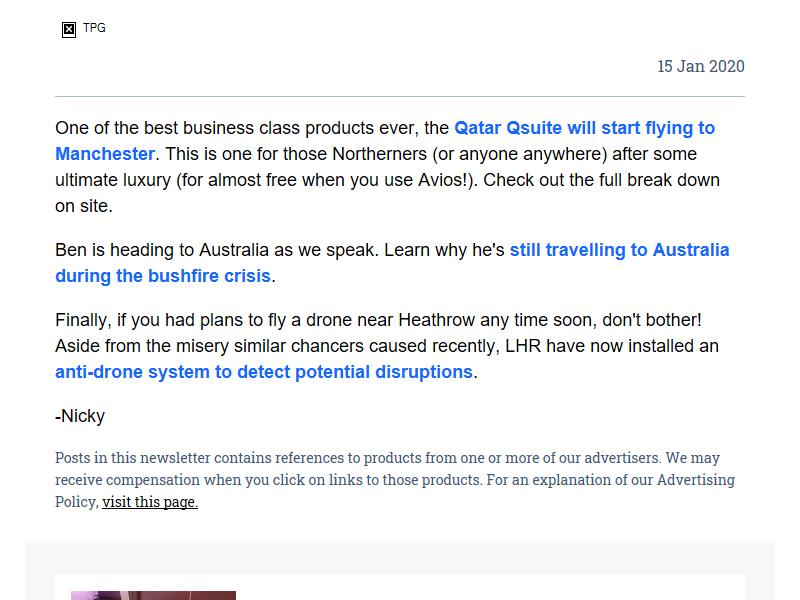 TPG
15 Jan 2020
One of the best business class products ever, the Qatar Qsuite will start flying to
Manchester. This is one for those Northerners (or anyone anywhere) after some
ultimate luxury (for almost free when you use Avios!). Check out the full break down
on site.
Ben is heading to Australia as we speak. Learn why he's still travelling to Australia
during the bushfire crisis.
Finally, if you had plans to fly a drone near Heathrow any time soon, don't bother!
Aside from the misery similar chancers caused recently, LHR have now installed an
anti-drone system to detect potential disruptions.
-Nicky
Posts in this newsletter contains references to products from one or more of our advertisers. We may
receive compensation when you click on links to those products. For an explanation of our Advertising
Policy, visit this page.